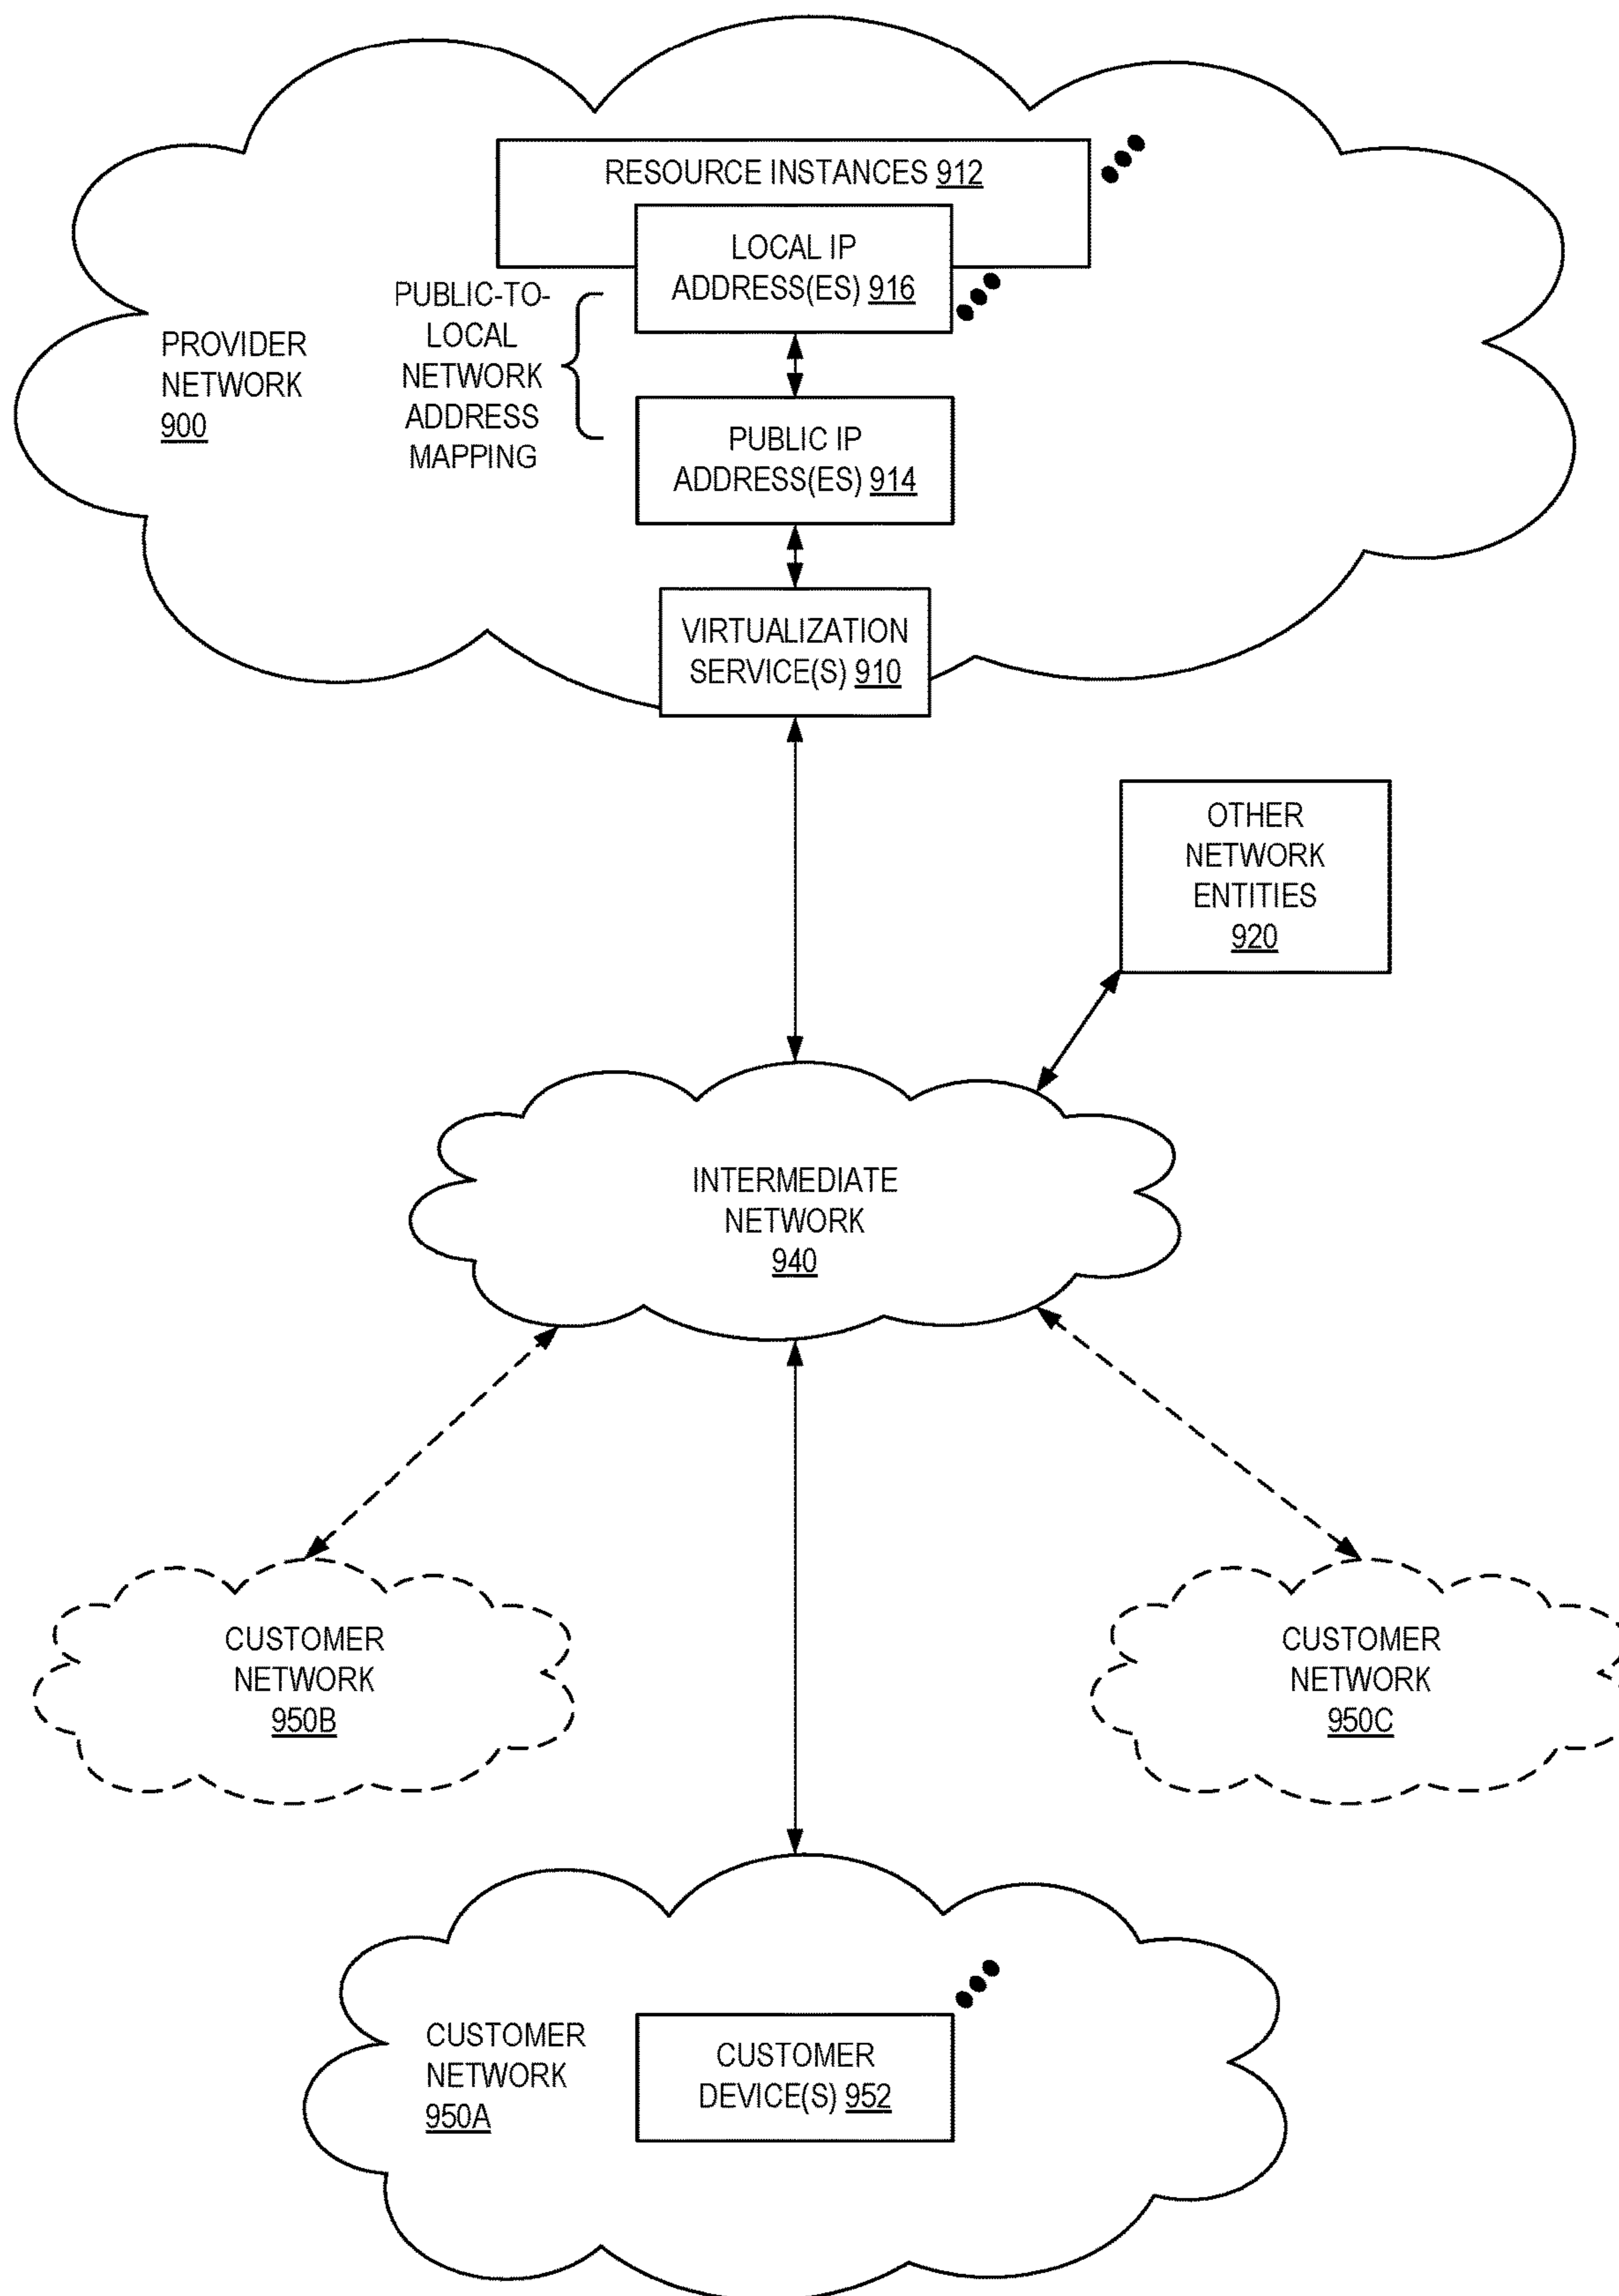 RESOURCE INSTANCES 912
LOCAL IP
ADDRESS(ES) 916
PUBLIC-TO-
LOCAL
NETWORK
ADDRESS
MAPPING
PROVIDER
NETWORK
900
PUBLIC IP
ADDRESS(ES) 914
VIRTUALIZATION
SERVICE(S) 910
OTHER
NETWORK
ENTITIES
920
INTERMEDIATE
NETWORK
940
CUSTOMER
NETWORK
950B
CUSTOMER
NETWORK
950C
CUSTOMER
NETWORK
950A
CUSTOMER
DEVICE(S) 952